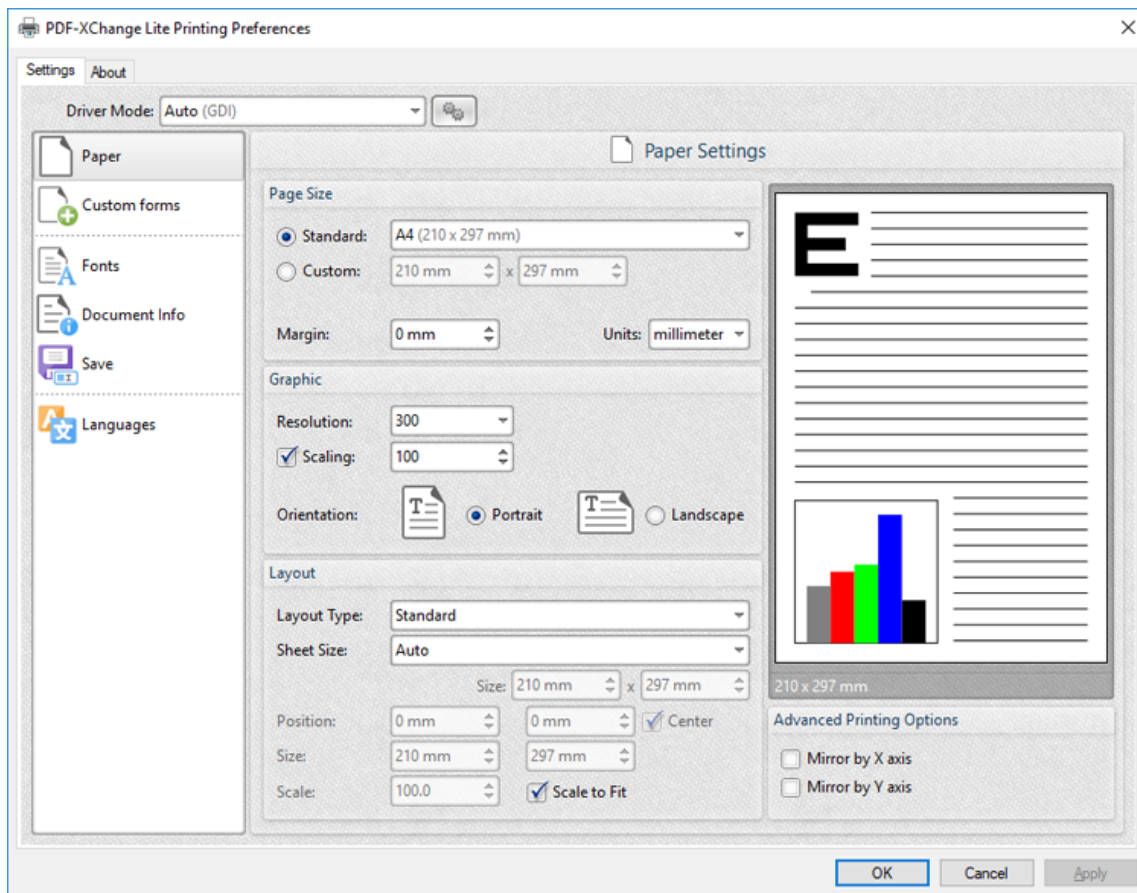 PDF-XChange Lite Printing Preferences
Settings About
Driver Mode: Auto (GDI)
Paper
Custom forms
Fonts
Document Info
Save
Languages
Paper Settings
Page Size
Standard: A4 (210 x 297 mm)
Custom: 210 mm x 297 mm
Margin: 0 mm Units: millimeter
Graphic
Resolution: 300
Scaling: 100
Orientation: T Portrait T Landscape
Layout
Layout Type: Standard
Sheet Size: Auto
Size: 210 mm x 297 mm
Position: 0 mm 0 mm Center
Size: 210 mm 297 mm
Scale: 100.0 Scale to Fit
E
210 x 297 mm
Advanced Printing Options
Mirror by X axis
Mirror by Y axis
OK Cancel Apply